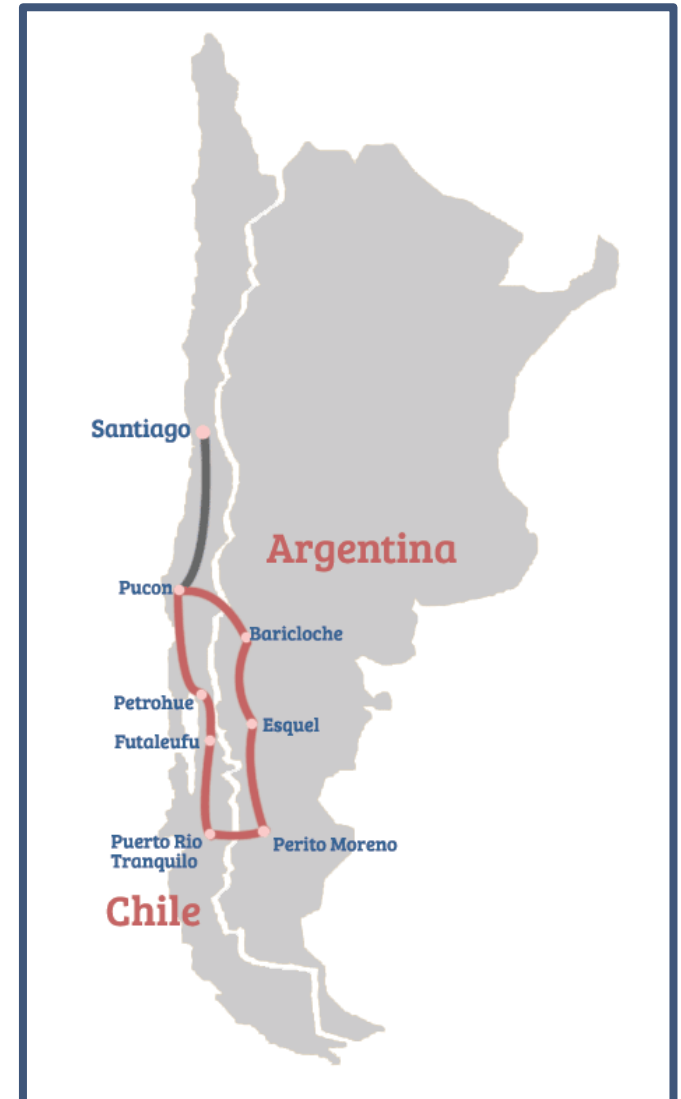 Santiago
Argentina
Pucon
Baricloche
Petrohue
Esquel
Futaleufu
Puerto Rio
Tranquilo
Perito Moreno
Chile